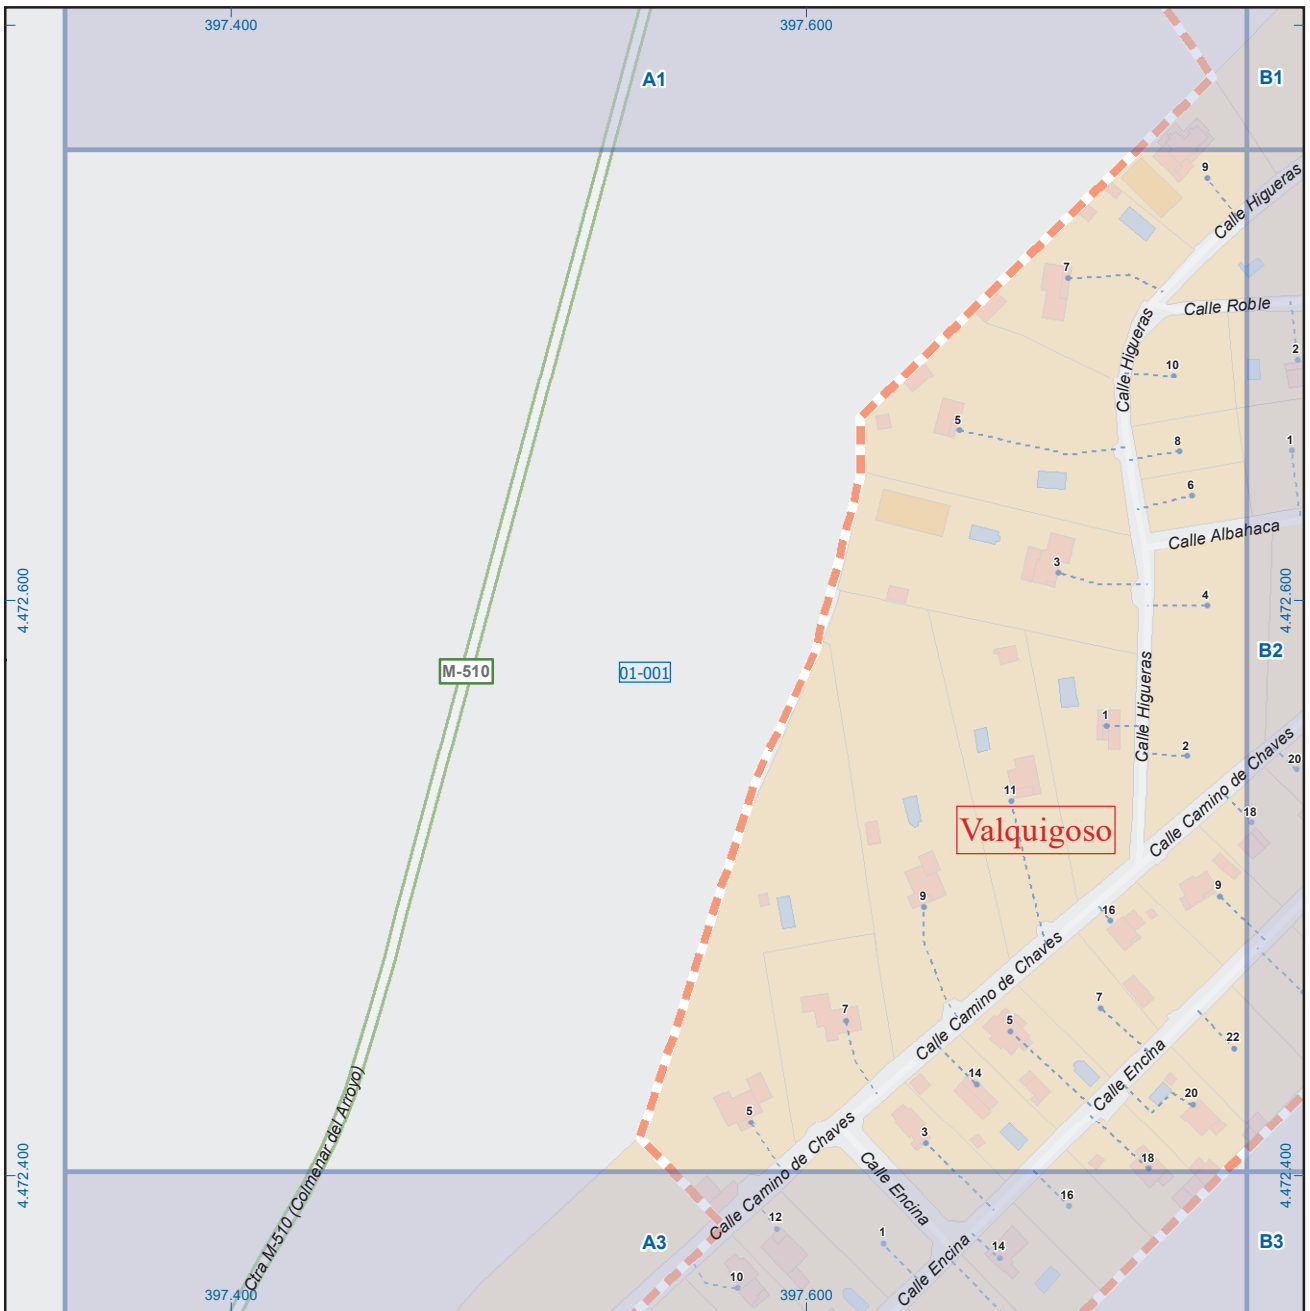 397.400
397.600
A1
B1
9
Calle Higueras
7
Calle Roble
Calle Higueras
2
10
5
8
1
6
Calle Albahaca
3
4.472.600
4
4.472.600
B2
M-510
01-001
Calle Higueras
1
2
Calle Camino de Chaves
20
11
18
Valquigoso
9
9
16
Calle Camino de Chaves
7
7
5
22
Calle Encina
14
20
5
3
Calle Camino de Chaves
Ctra M-510 (Colmenar del Arroyo)
4.472.400
18
4.472.400
Calle Encina
16
12
1
14
A3
B3
Calle Encina
10
397.400
397.600